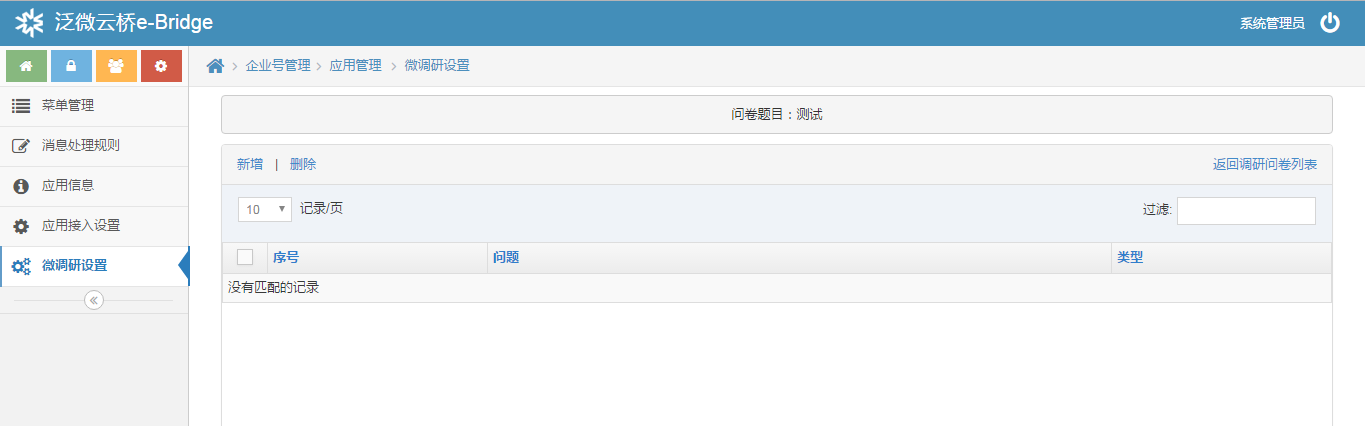 泛微云桥e-Bridge
系统管理员
企业号管理 > 应用管理 > 微调研设置
菜单管理
消息处理规则
应用信息
应用接入设置
微调研设置
问卷题目：测试
新增 | 删除
返回调研问卷列表
10 记录/页
过滤:
序号 问题 类型
没有匹配的记录